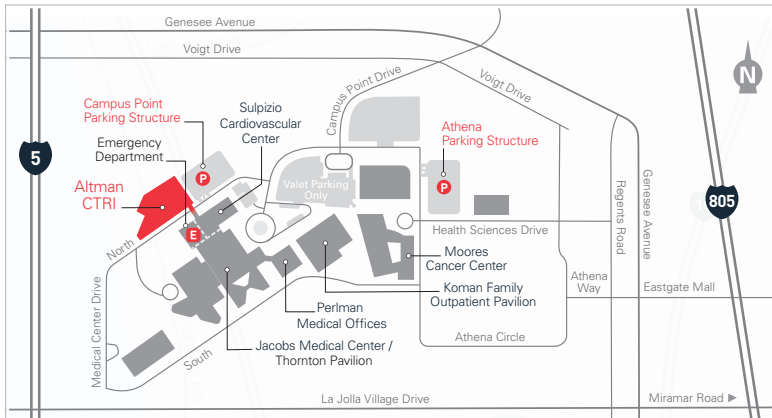 Genesee Avenue
Voigt Drive
Campus Point Drive
Voigt Drive
N
Campus Point
Parking Structure
Sulpizio
Cardiovascular
Center
Athena
Parking Structure
Emergency
Department
5
P
Altman
CTRI
Valet Parking
Only
P
805
E
North
Health Sciences Drive
Regents Road
Genesee Avenue
Moores
Cancer Center
Medical Center Drive
Koman Family
Outpatient Pavilion
Athena
Way
Eastgate Mall
Perlman
Medical Offices
South
Jacobs Medical Center /
Thornton Pavilion
Athena Circle
La Jolla Village Drive
Miramar Road ►